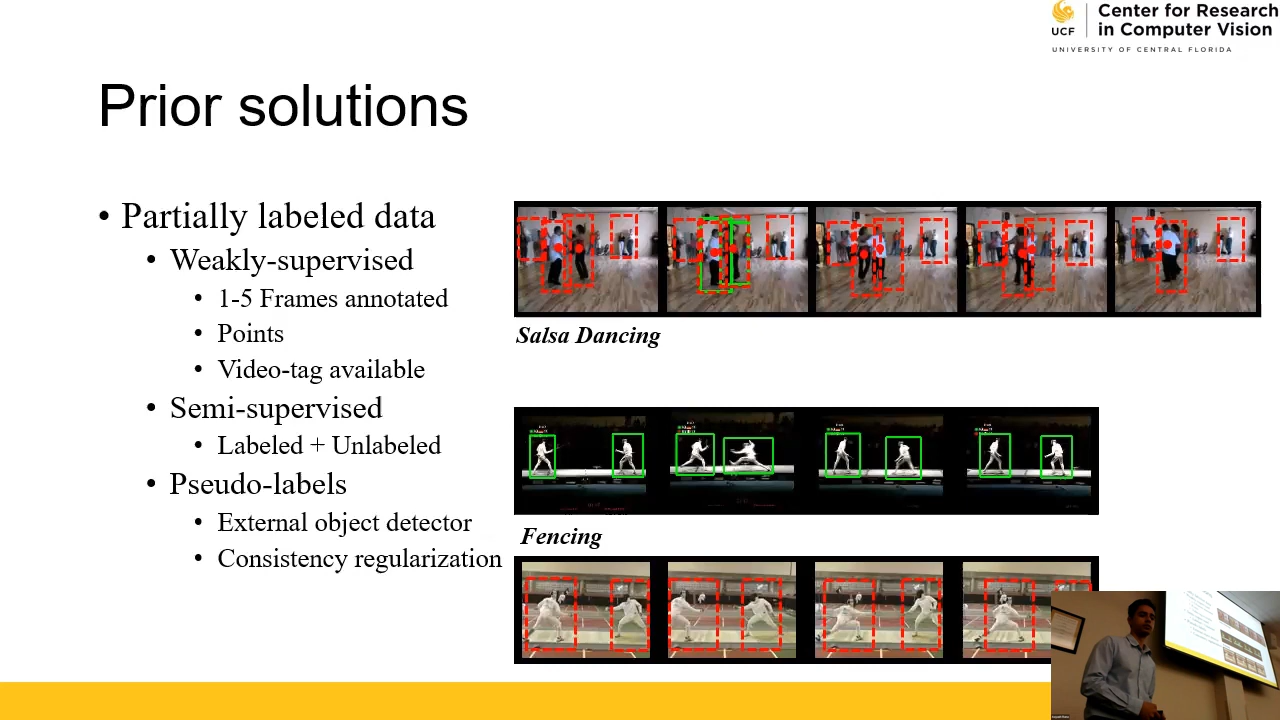 Center for Research
in Computer Vision
UCF
UNIVERSITY OF CENTRAL FLORIDA
Prior solutions
• Partially labeled data
• Weakly-supervised
• 1-5 Frames annotated
• Points
• Video-tag available
• Semi-supervised
• Labeled + Unlabeled
• Pseudo-labels
• External object detector
• Consistency regularization
Salsa Dancing
Fencing